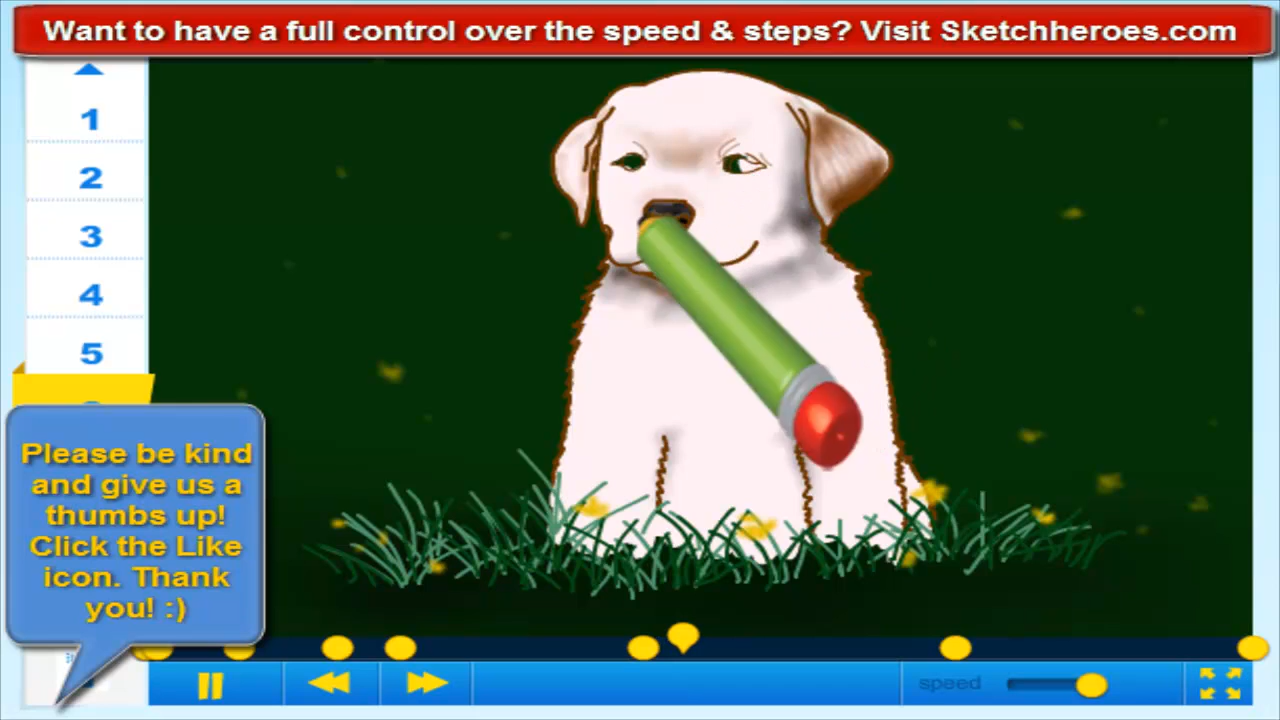 Want to have a full control over the speed & steps? Visit Sketchheroes.com
1
2
3
4
5
Please be kind
and give us a
thumbs up!
Click the Like
icon. Thank
you! :)
speed